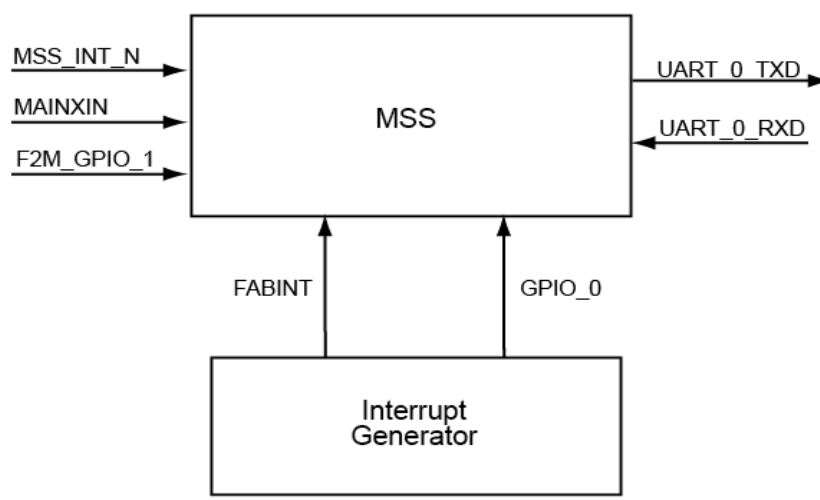 MSS_INT_N
MAINXIN
F2M_GPIO_1
MSS
UART_0_TXD
UART_0_RXD
FABINT
GPIO_0
Interrupt
Generator